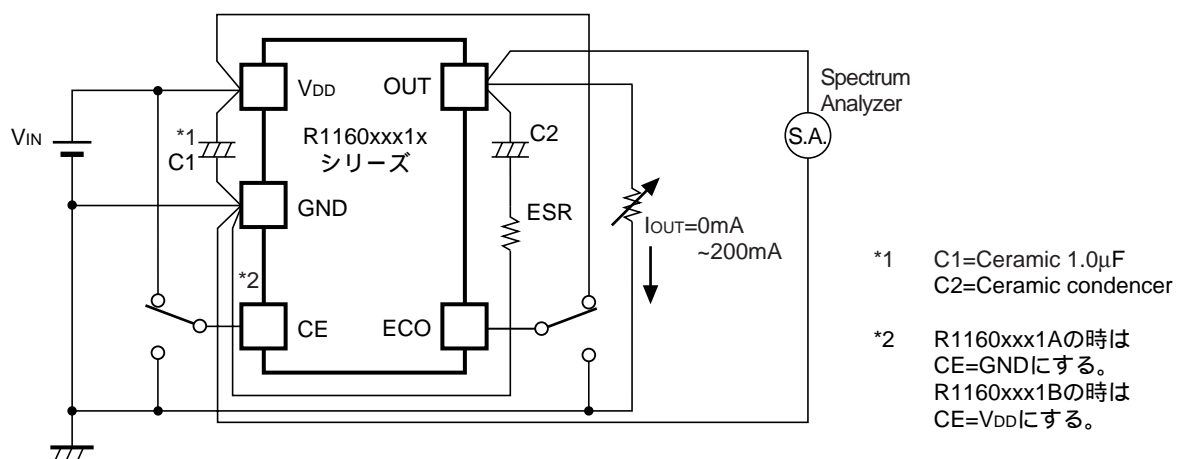 VDD
OUT
Spectrum
Analyzer
VIN
*1
C1
R1160xxx1x
シリーズ
C2
S.A.
GND
ESR
IOUT=0mA
~200mA
*2
CE
ECO
*1 C1=Ceramic 1.0μF
C2=Ceramic condencer
*2 R1160xxx1Aの時は
CE=GNDにする。
R1160xxx1Bの時は
CE=VDDにする。